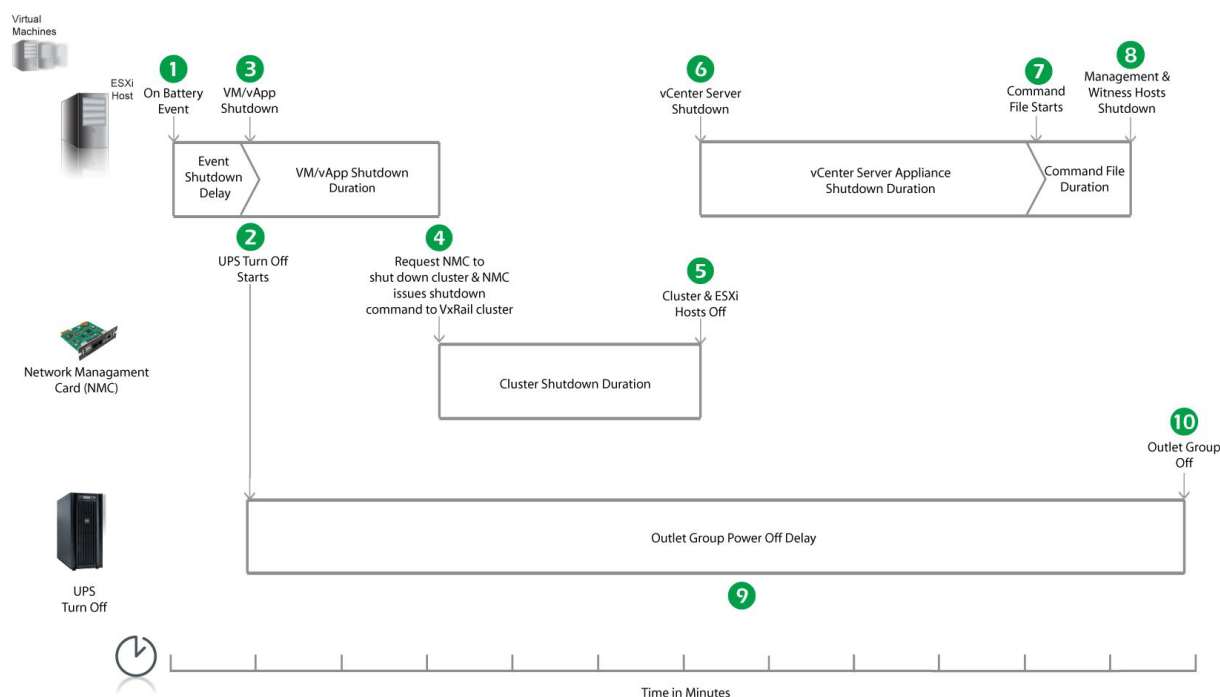 Virtual
Machines
ESXi
Host
1
On Battery
Event
3
VM/vApp
Shutdown
6
vCenter Server
Shutdown
7
Command
File Starts
8
Management &
Witness Hosts
Shutdown
Event
Shutdown
Delay
VM/vApp Shutdown
Duration
vCenter Server Appliance
Shutdown Duration
Command File
Duration
2
UPS Turn Off
Starts
4
Request NMC to
shut down cluster & NMC
issues shutdown
command to VxRail cluster
5
Cluster & ESXi
Hosts Off
Network Managament
Card (NMC)
Cluster Shutdown Duration
10
Outlet Group
Off
Outlet Group Power Off Delay
9
UPS
Turn Off
Time in Minutes